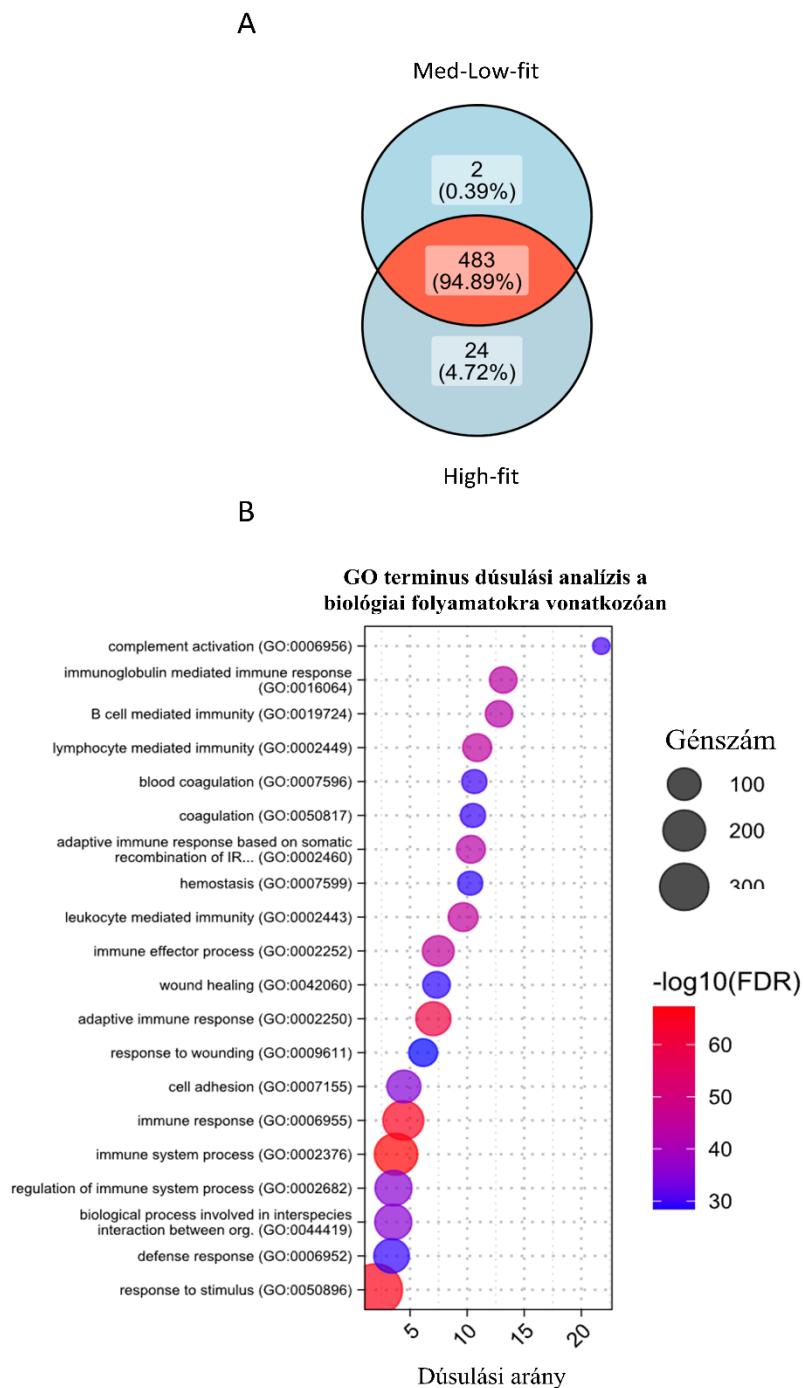 A
Med-Low-fit
2
(0.39%)
483
(94.89%)
24
(4.72%)
High-fit
B
GO terminus dúsulási analízis a
biológiai folyamatokra vonatkozóan
complement activation (GO:0006956)
immunoglobulin mediated immune response
(GO:0016064)
B cell mediated immunity (GO:0019724)
lymphocyte mediated immunity (GO:0002449)
blood coagulation (GO:0007596)
coagulation (GO:0050817)
adaptive immune response based on somatic
recombination of IR... (GO:0002460)
hemostasis (GO:0007599)
leukocyte mediated immunity (GO:0002443)
immune effector process (GO:0002252)
wound healing (GO:0042060)
adaptive immune response (GO:0002250)
response to wounding (GO:0009611)
cell adhesion (GO:0007155)
immune response (GO:0006955)
immune system process (GO:0002376)
regulation of immune system process (GO:0002682)
biological process involved in interspecies
interaction between org. (GO:0044419)
defense response (GO:0006952)
response to stimulus (GO:0050896)
5
10
15
20
Dúsulási arány
Génszám
100
200
300
-log10(FDR)
60
50
40
30